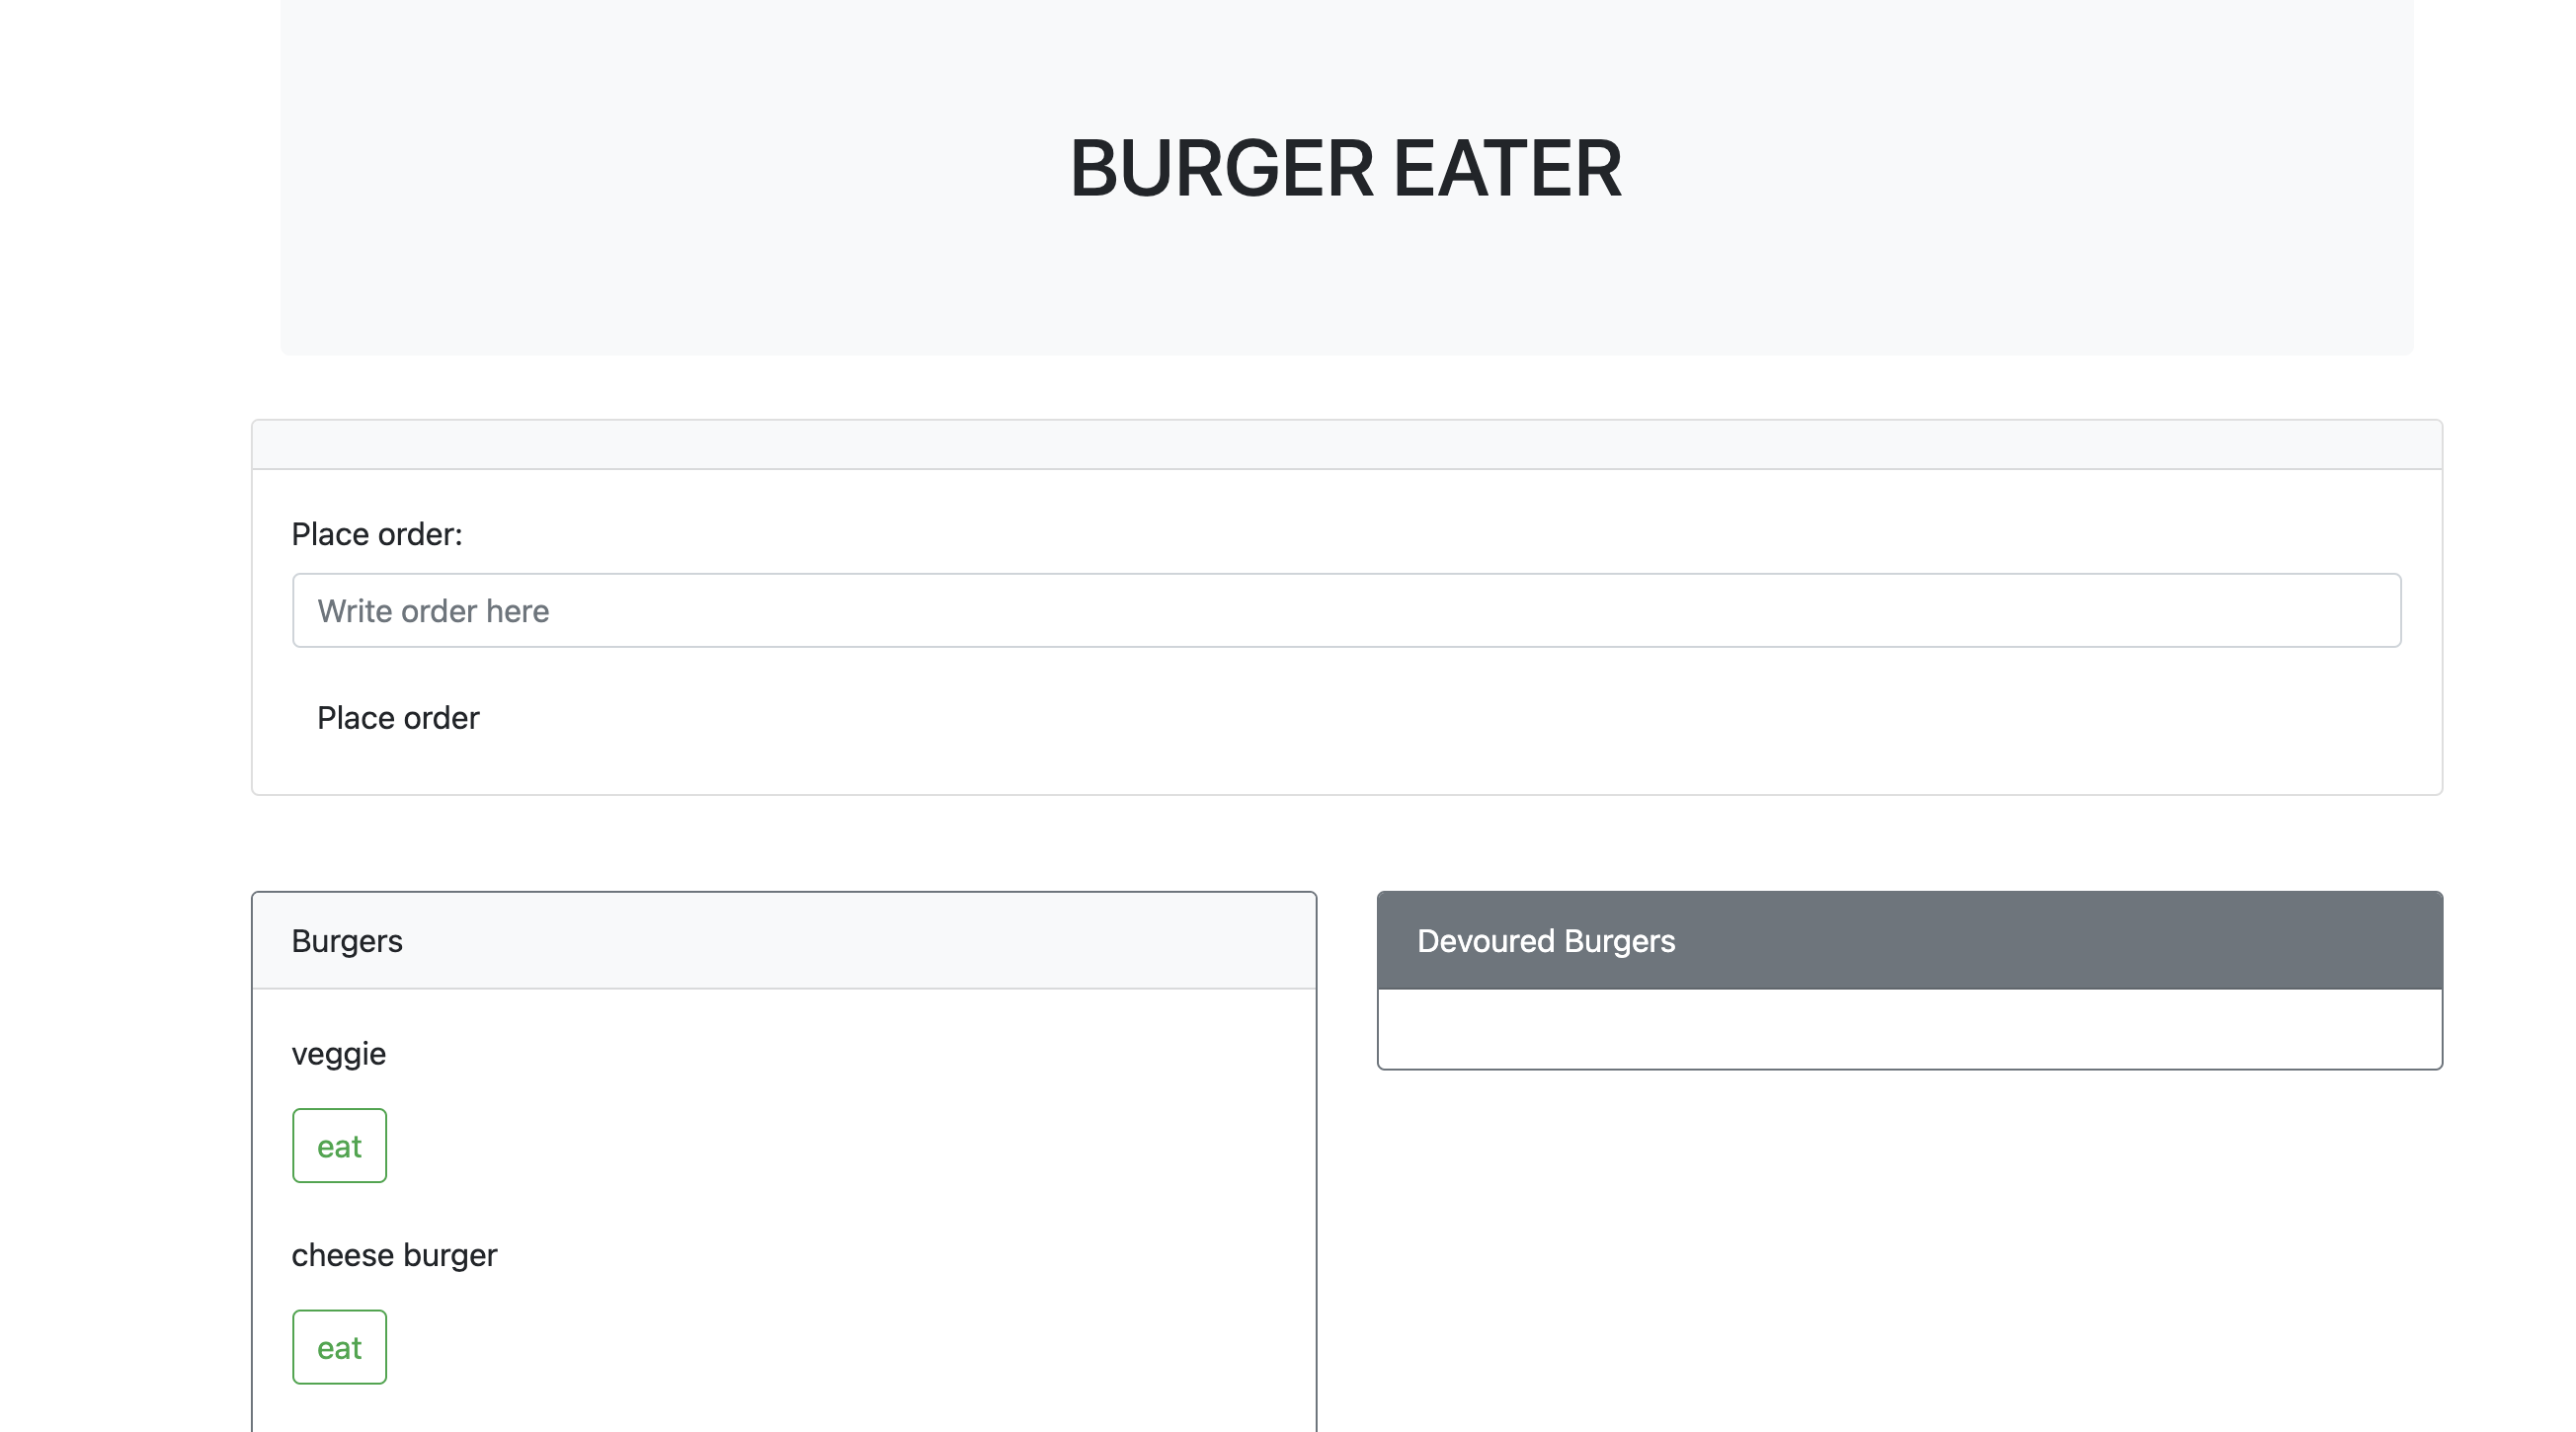 BURGER EATER
Place order:
Write order here
Place order
Burgers
veggie
eat
cheese burger
eat
Devoured Burgers